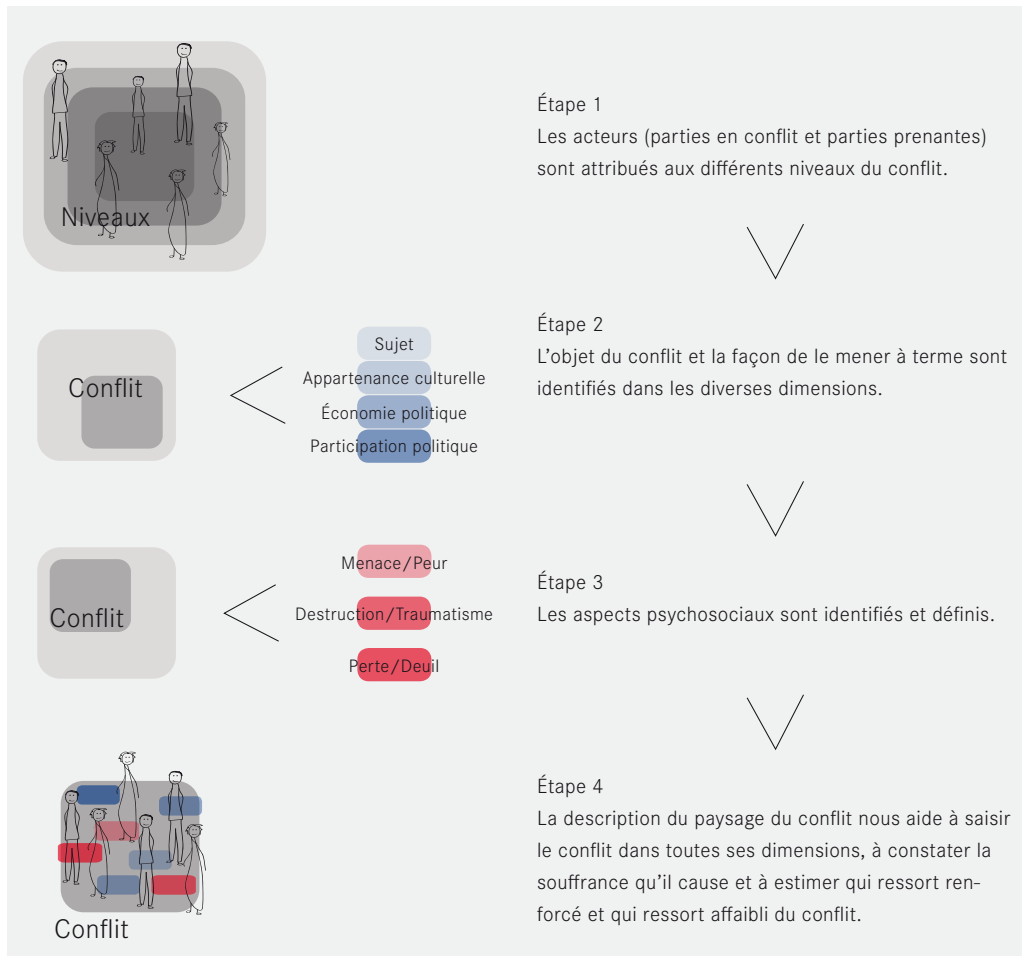 Niveaux
Étape 1
Les acteurs (parties en conflit et parties prenantes)
sont attribués aux différents niveaux du conflit.
Conflit
Sujet
Appartenance culturelle
Économie politique
Participation politique
Étape 2
L’objet du conflit et la façon de le mener à terme sont
identifiés dans les diverses dimensions.
Conflit
Menace/Peur
Destruction/Traumatisme
Perte/Deuil
Étape 3
Les aspects psychosociaux sont identifiés et définis.
Conflit
Étape 4
La description du paysage du conflit nous aide à saisir
le conflit dans toutes ses dimensions, à constater la
souffrance qu’il cause et à estimer qui ressort ren-
forcé et qui ressort affaibli du conflit.